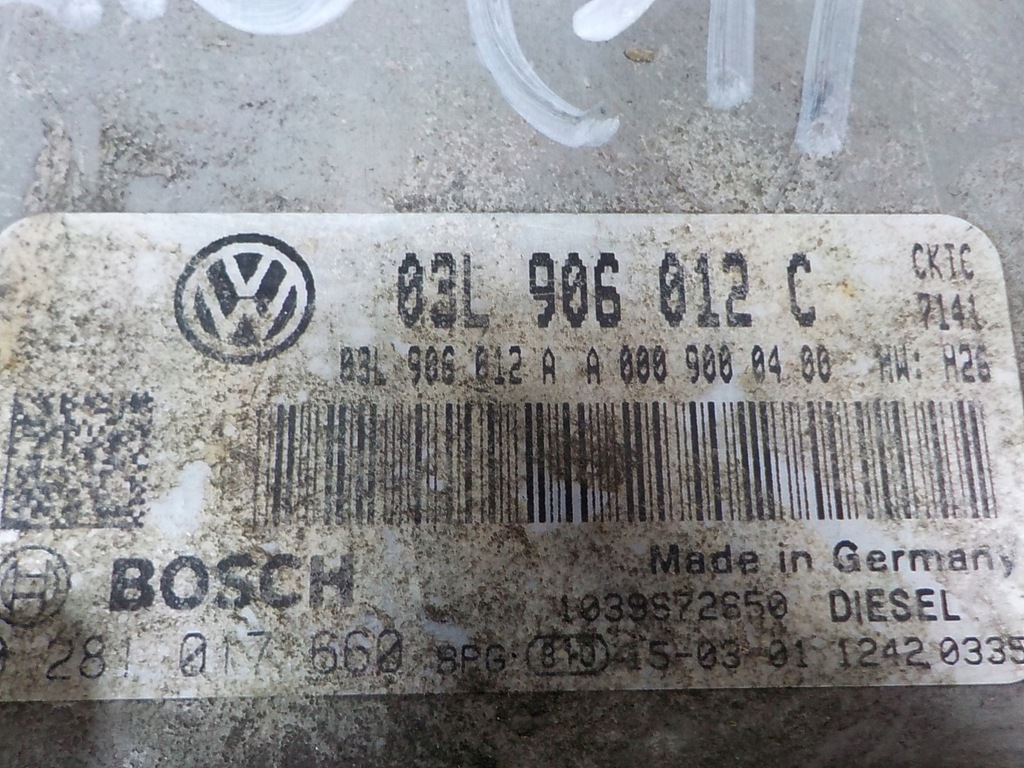 03L 906 012 C
CKIC
7141
03L 906 012 A A 000 900 04 00 HW: H26
BOSCH
Made in Germany
1039S72650 DIESEL
281 017 660 BPG 15-03-01 1242 0335